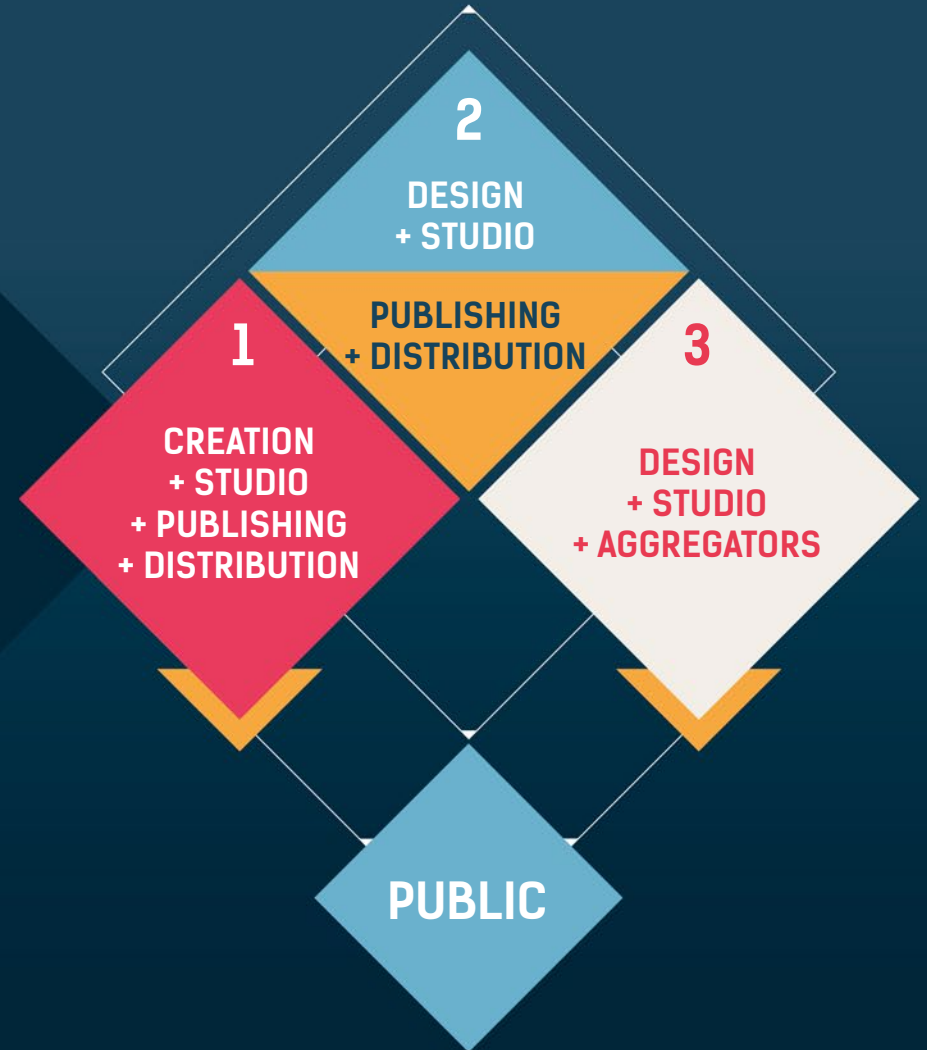 2
DESIGN
+ STUDIO
PUBLISHING
+ DISTRIBUTION
1
CREATION
+ STUDIO
+ PUBLISHING
+ DISTRIBUTION
3
DESIGN
+ STUDIO
+ AGGREGATORS
PUBLIC